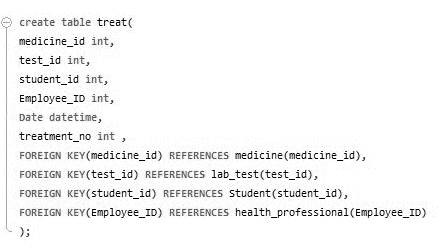 create table treat(
medicine_id int,
test_id int,
student_id int,
Employee_ID int,
Date datetime,
treatment_no int ,
FOREIGN KEY(medicine_id) REFERENCES medicine(medicine_id),
FOREIGN KEY(test_id) REFERENCES lab_test(test_id),
FOREIGN KEY(student_id) REFERENCES Student(student_id),
FOREIGN KEY(Employee_ID) REFERENCES health_professional(Employee_ID)
);